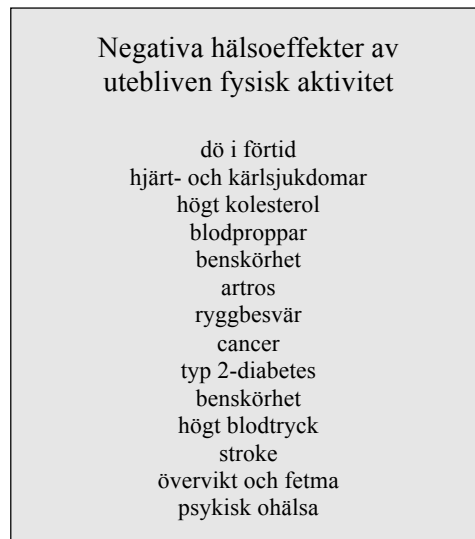 Negativa hälsoeffekter av
utebliven fysisk aktivitet
dö i förtid
hjärt- och kärlsjukdomar
högt kolesterol
blodproppar
benskörhet
artros
ryggbesvär
cancer
typ 2-diabetes
benskörhet
högt blodtryck
stroke
övervikt och fetma
psykisk ohälsa